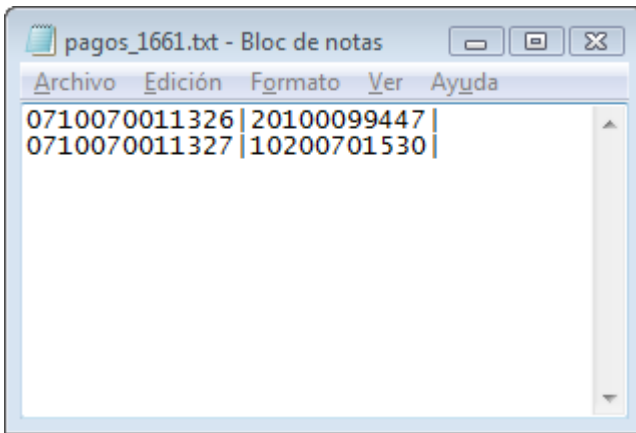 pagos_1661.txt - Bloc de notas
Archivo Edición Formato Ver Ayuda
0710070011326|20100099447|
0710070011327|10200701530|